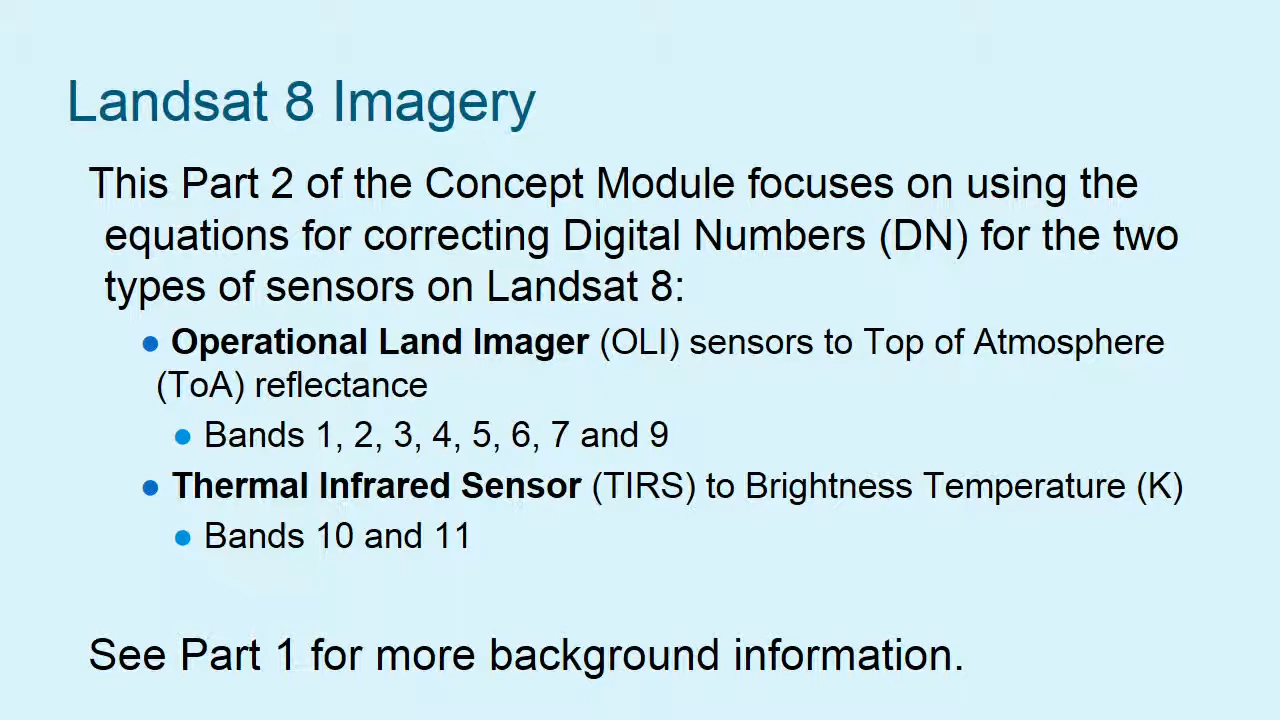 Landsat 8 Imagery
This Part 2 of the Concept Module focuses on using the
equations for correcting Digital Numbers (DN) for the two
types of sensors on Landsat 8:
● Operational Land Imager (OLI) sensors to Top of Atmosphere
(ToA) reflectance
● Bands 1, 2, 3, 4, 5, 6, 7 and 9
● Thermal Infrared Sensor (TIRS) to Brightness Temperature (K)
● Bands 10 and 11
See Part 1 for more background information.